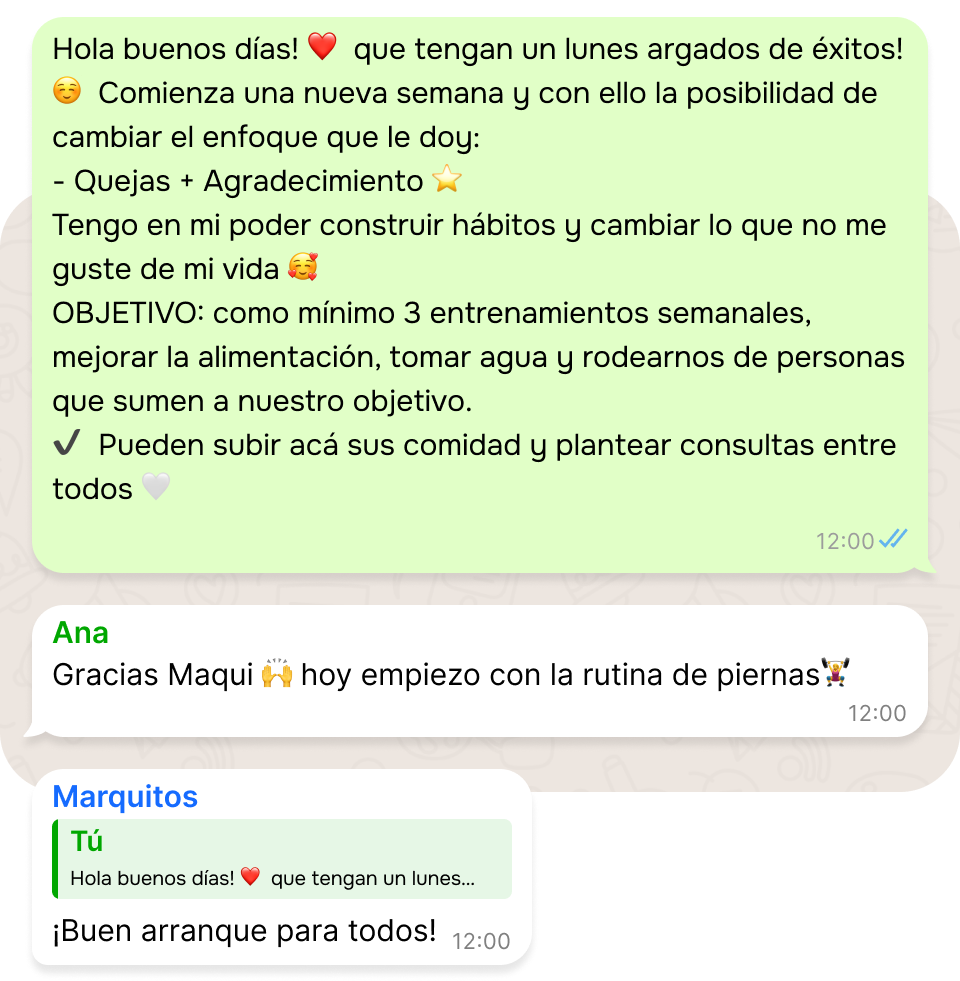 Hola buenos días! ❤️ que tengan un lunes argados de éxitos!
☺️ Comienza una nueva semana y con ello la posibilidad de
cambiar el enfoque que le doy:
- Quejas + Agradecimiento ⭐
Tengo en mi poder construir hábitos y cambiar lo que no me
guste de mi vida 🥰
OBJETIVO: como mínimo 3 entrenamientos semanales,
mejorar la alimentación, tomar agua y rodearnos de personas
que sumen a nuestro objetivo.
✔️ Pueden subir acá sus comidad y plantear consultas entre
todos 🤍
12:00
Ana
Gracias Maqui 🙌 hoy empiezo con la rutina de piernas🏋️‍♀️
12:00
Marquitos
Tú
Hola buenos días! ❤️ que tengan un lunes...
¡Buen arranque para todos! 12:00